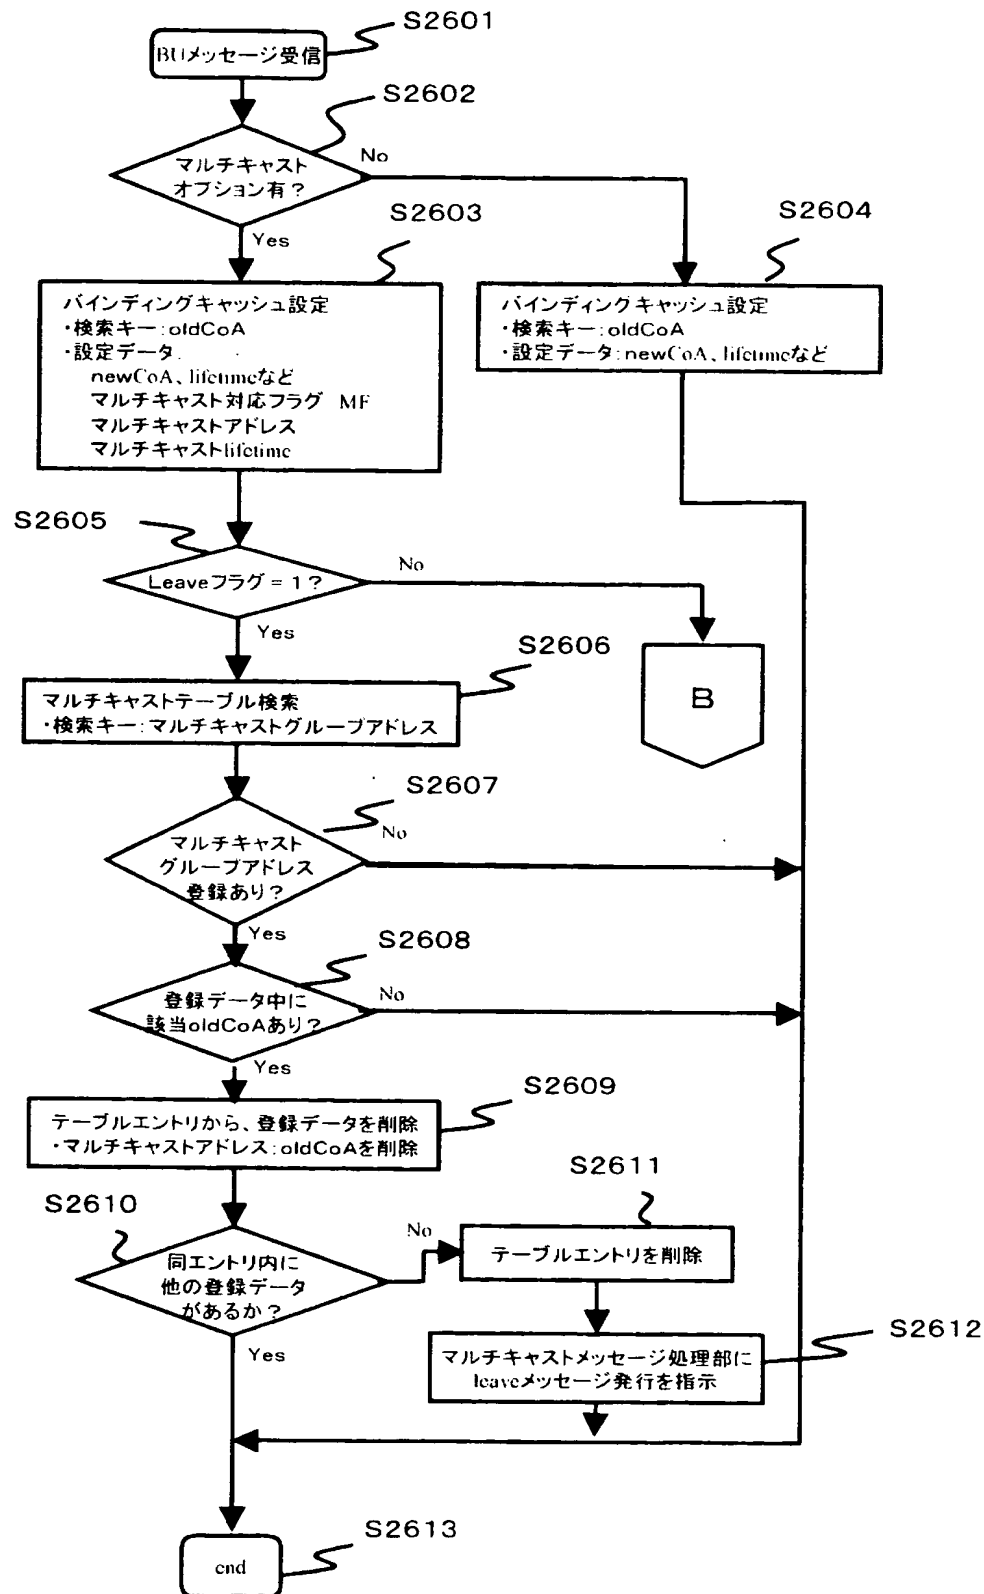 S2601
BUメッセージ受信
S2602
マルチキャスト
オプション有？
No
Yes
S2603
S2604
バインディングキャッシュ設定
・検索キー：oldCoA
・設定データ：
newCoA、lifetimeなど
マルチキャスト対応フラグ MF
マルチキャストアドレス
マルチキャストlifetime
バインディングキャッシュ設定
・検索キー：oldCoA
・設定データ：newCoA、lifetimeなど
S2605
Leaveフラグ＝1？
No
Yes
B
S2606
マルチキャストテーブル検索
・検索キー：マルチキャストグループアドレス
S2607
マルチキャスト
グループアドレス
登録あり？
No
Yes
S2608
登録データ中に
該当oldCoAあり？
No
Yes
S2609
テーブルエントリから、登録データを削除
・マルチキャストアドレス：oldCoAを削除
S2610
同エントリ内に
他の登録データ
があるか？
No
Yes
S2611
テーブルエントリを削除
S2612
マルチキャストメッセージ処理部に
leaveメッセージ発行を指示
S2613
end